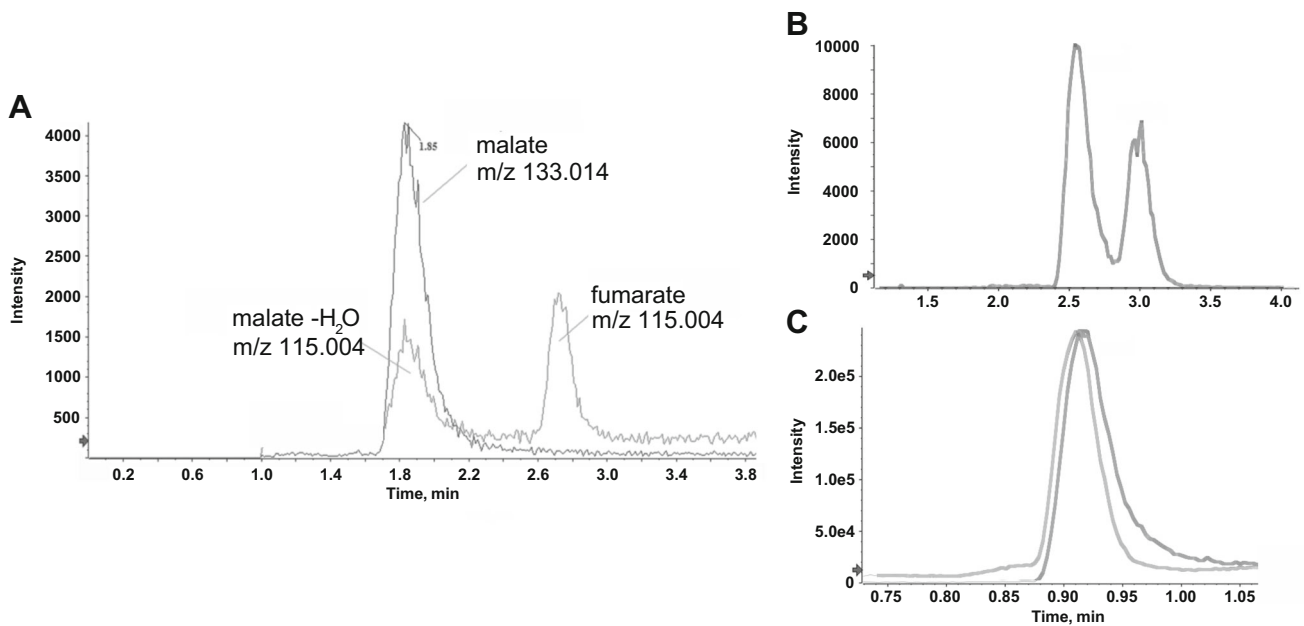 A
Intensity
4000
3500
3000
2500
2000
1500
1000
500
1.85
malate
m/z 133.014
malate -H₂O
m/z 115.004
fumarate
m/z 115.004
0.2 0.6 1.0 1.4 1.8 2.2 2.6 3.0 3.4 3.8
Time, min
B
Intensity
10000
8000
6000
4000
2000
0
1.5 2.0 2.5 3.0 3.5 4.0
C
Intensity
2.0e5
1.5e5
1.0e5
5.0e4
0
0.75 0.80 0.85 0.90 0.95 1.00 1.05
Time, min